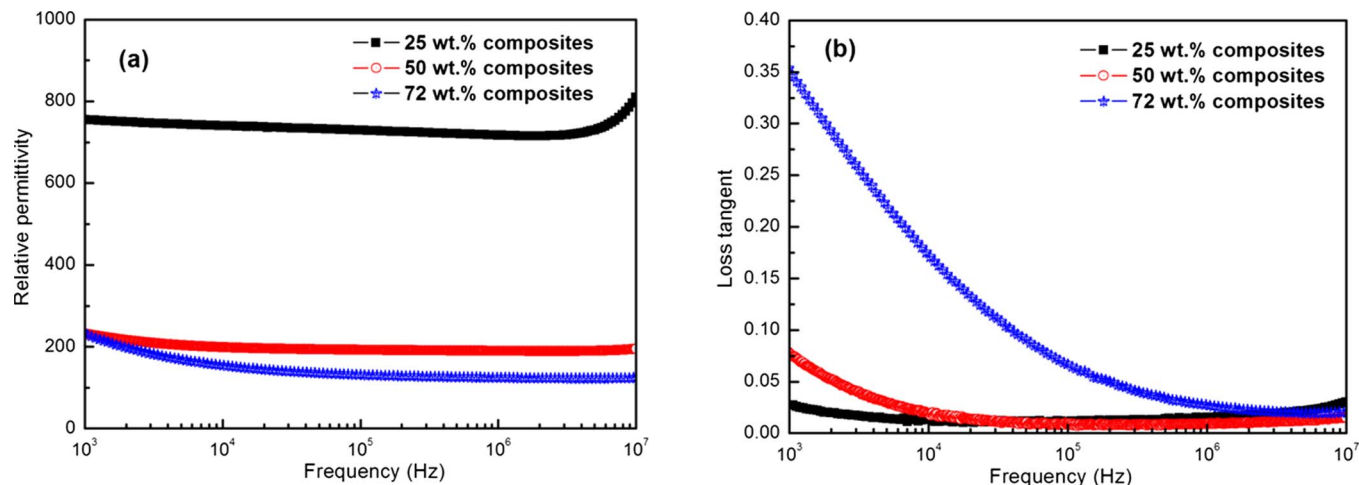 (a)
25 wt.% composites
50 wt.% composites
72 wt.% composites
1000
800
600
400
200
0
Relative permittivity
10³ 10⁴ 10⁵ 10⁶ 10⁷
Frequency (Hz)
(b)
25 wt.% composites
50 wt.% composites
72 wt.% composites
0.40
0.35
0.30
0.25
0.20
0.15
0.10
0.05
0.00
Loss tangent
10³ 10⁴ 10⁵ 10⁶ 10⁷
Frequency (Hz)